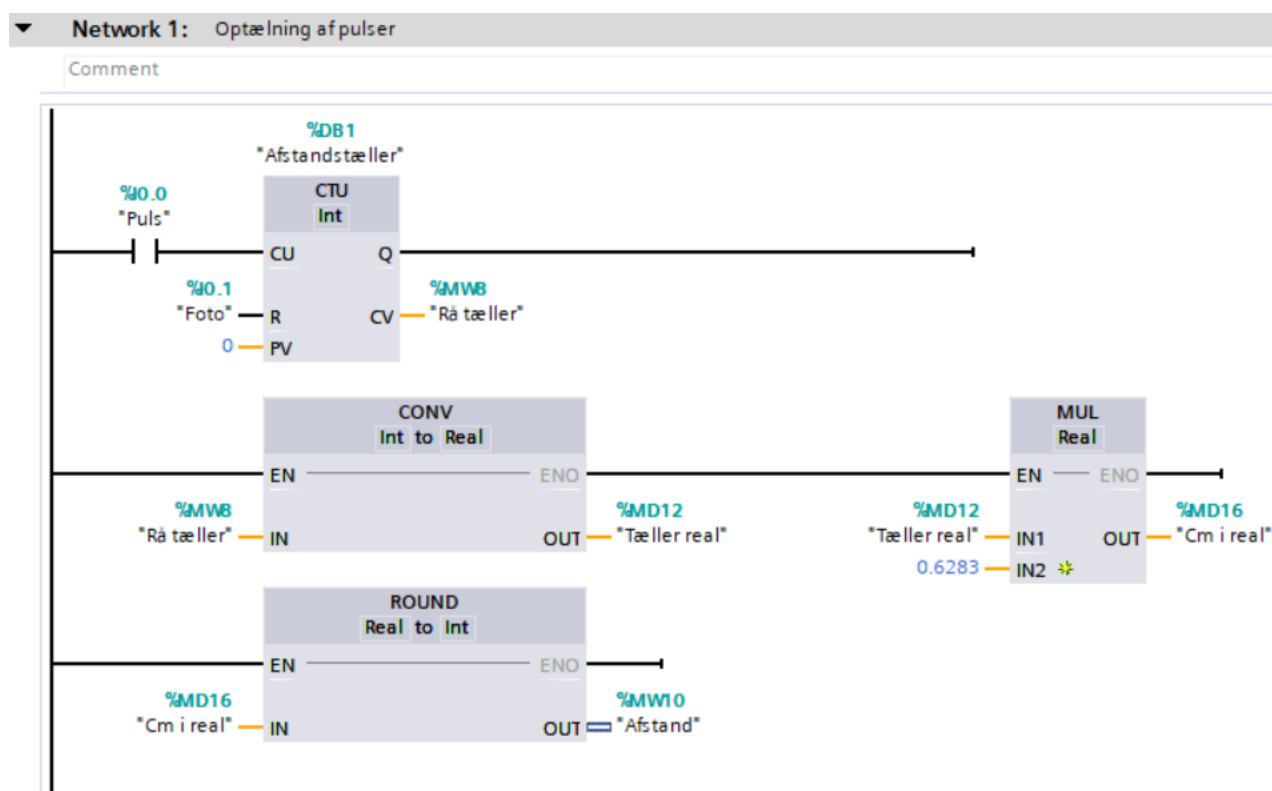 Network 1: Optælning af pulser
Comment
%DB1
"Afstandstæller"
%I0.0
"Puls"
CTU
Int
CU Q
%I0.1
"Foto"
R
%MW8
CV "Rå tæller"
0 PV
CONV
Int to Real
EN ENO
%MW8
"Rå tæller" IN
%MD12
OUT "Tæller real"
MUL
Real
EN ENO
%MD12
"Tæller real" IN1
%MD16
OUT "Cm i real"
0.6283 IN2
ROUND
Real to Int
EN ENO
%MD16
"Cm i real" IN
%MW10
OUT "Afstand"